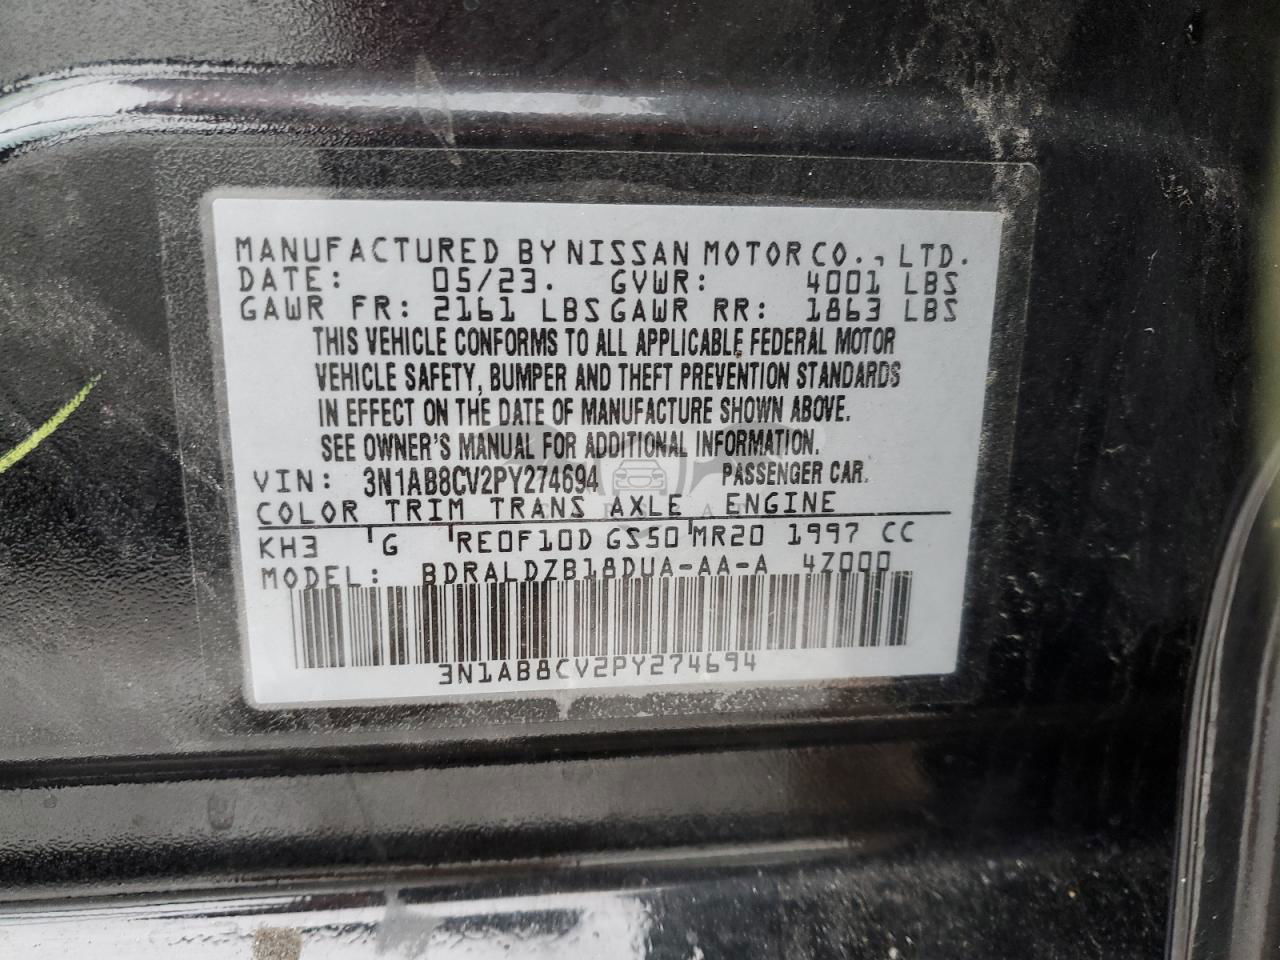 MANUFACTURED BY NISSAN MOTOR CO., LTD.
DATE: 05/23. GVWR: 4001 LBS
GAWR FR: 2161 LBS GAWR RR: 1863 LBS
THIS VEHICLE CONFORMS TO ALL APPLICABLE FEDERAL MOTOR
VEHICLE SAFETY, BUMPER AND THEFT PREVENTION STANDARDS
IN EFFECT ON THE DATE OF MANUFACTURE SHOWN ABOVE.
SEE OWNER'S MANUAL FOR ADDITIONAL INFORMATION.
VIN: 3N1AB8CV2PY274694 PASSENGER CAR.
COLOR TRIM TRANS AXLE ENGINE
KH3 G RE0F10D GS50 MR20 1997 CC
MODEL: BDRALDZB18DUA-AA-A 4Z000
3N1AB8CV2PY274694